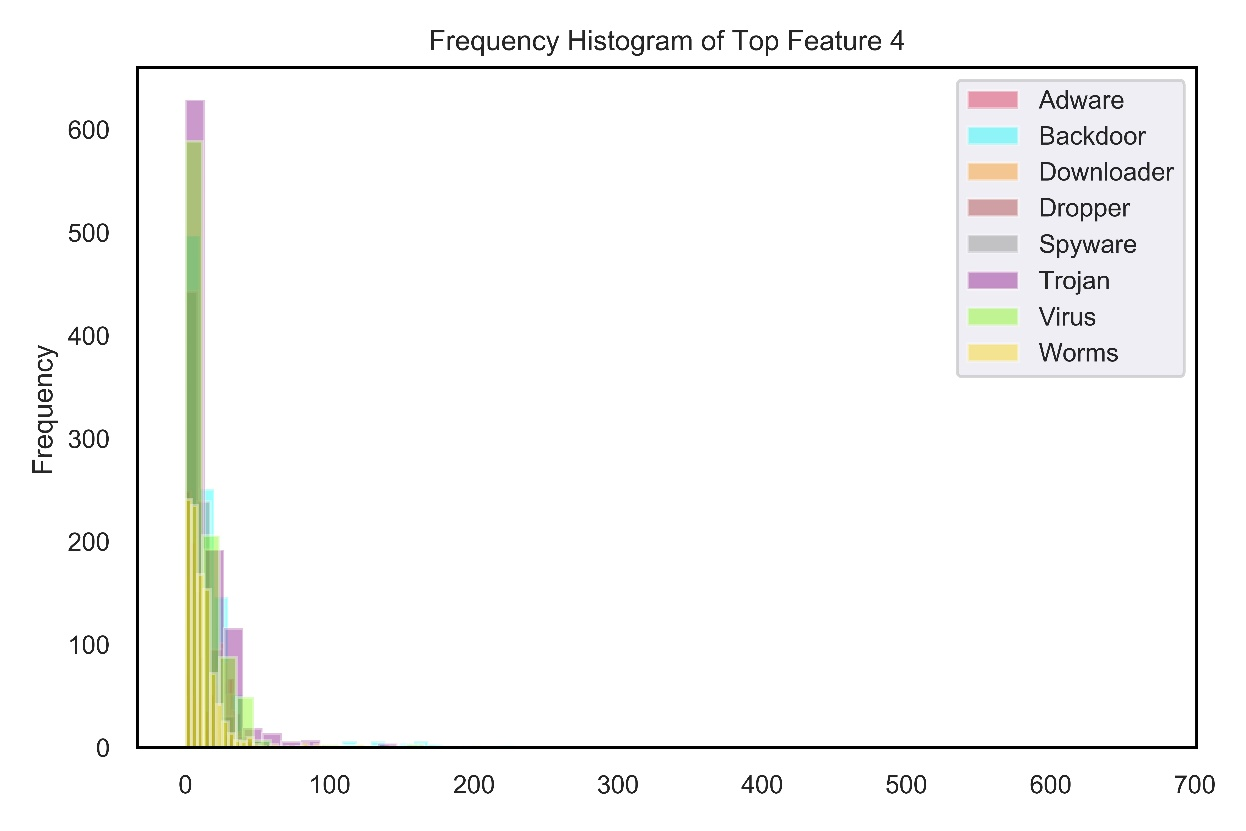 Frequency Histogram of Top Feature 4
Adware
Backdoor
Downloader
Dropper
Spyware
Trojan
Virus
Worms
Frequency
600
500
400
300
200
100
0
0 100 200 300 400 500 600 700